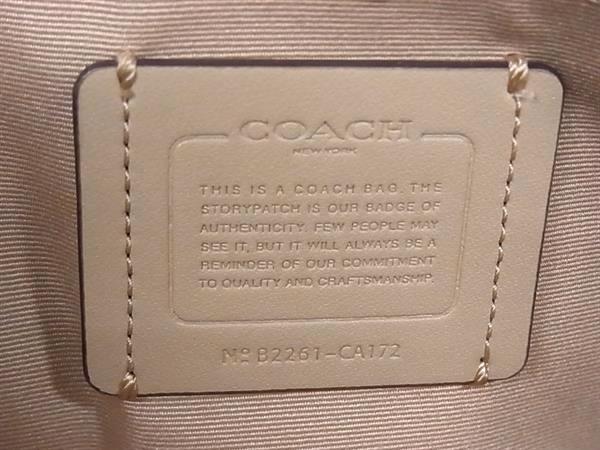 COACH
NEW YORK
THIS IS A COACH BAG. THE
STORYPATCH IS OUR BADGE OF
AUTHENTICITY. FEW PEOPLE MAY
SEE IT, BUT IT WILL ALWAYS BE A
REMINDER OF OUR COMMITMENT
TO QUALITY AND CRAFTSMANSHIP.
Nº B2261-CA172